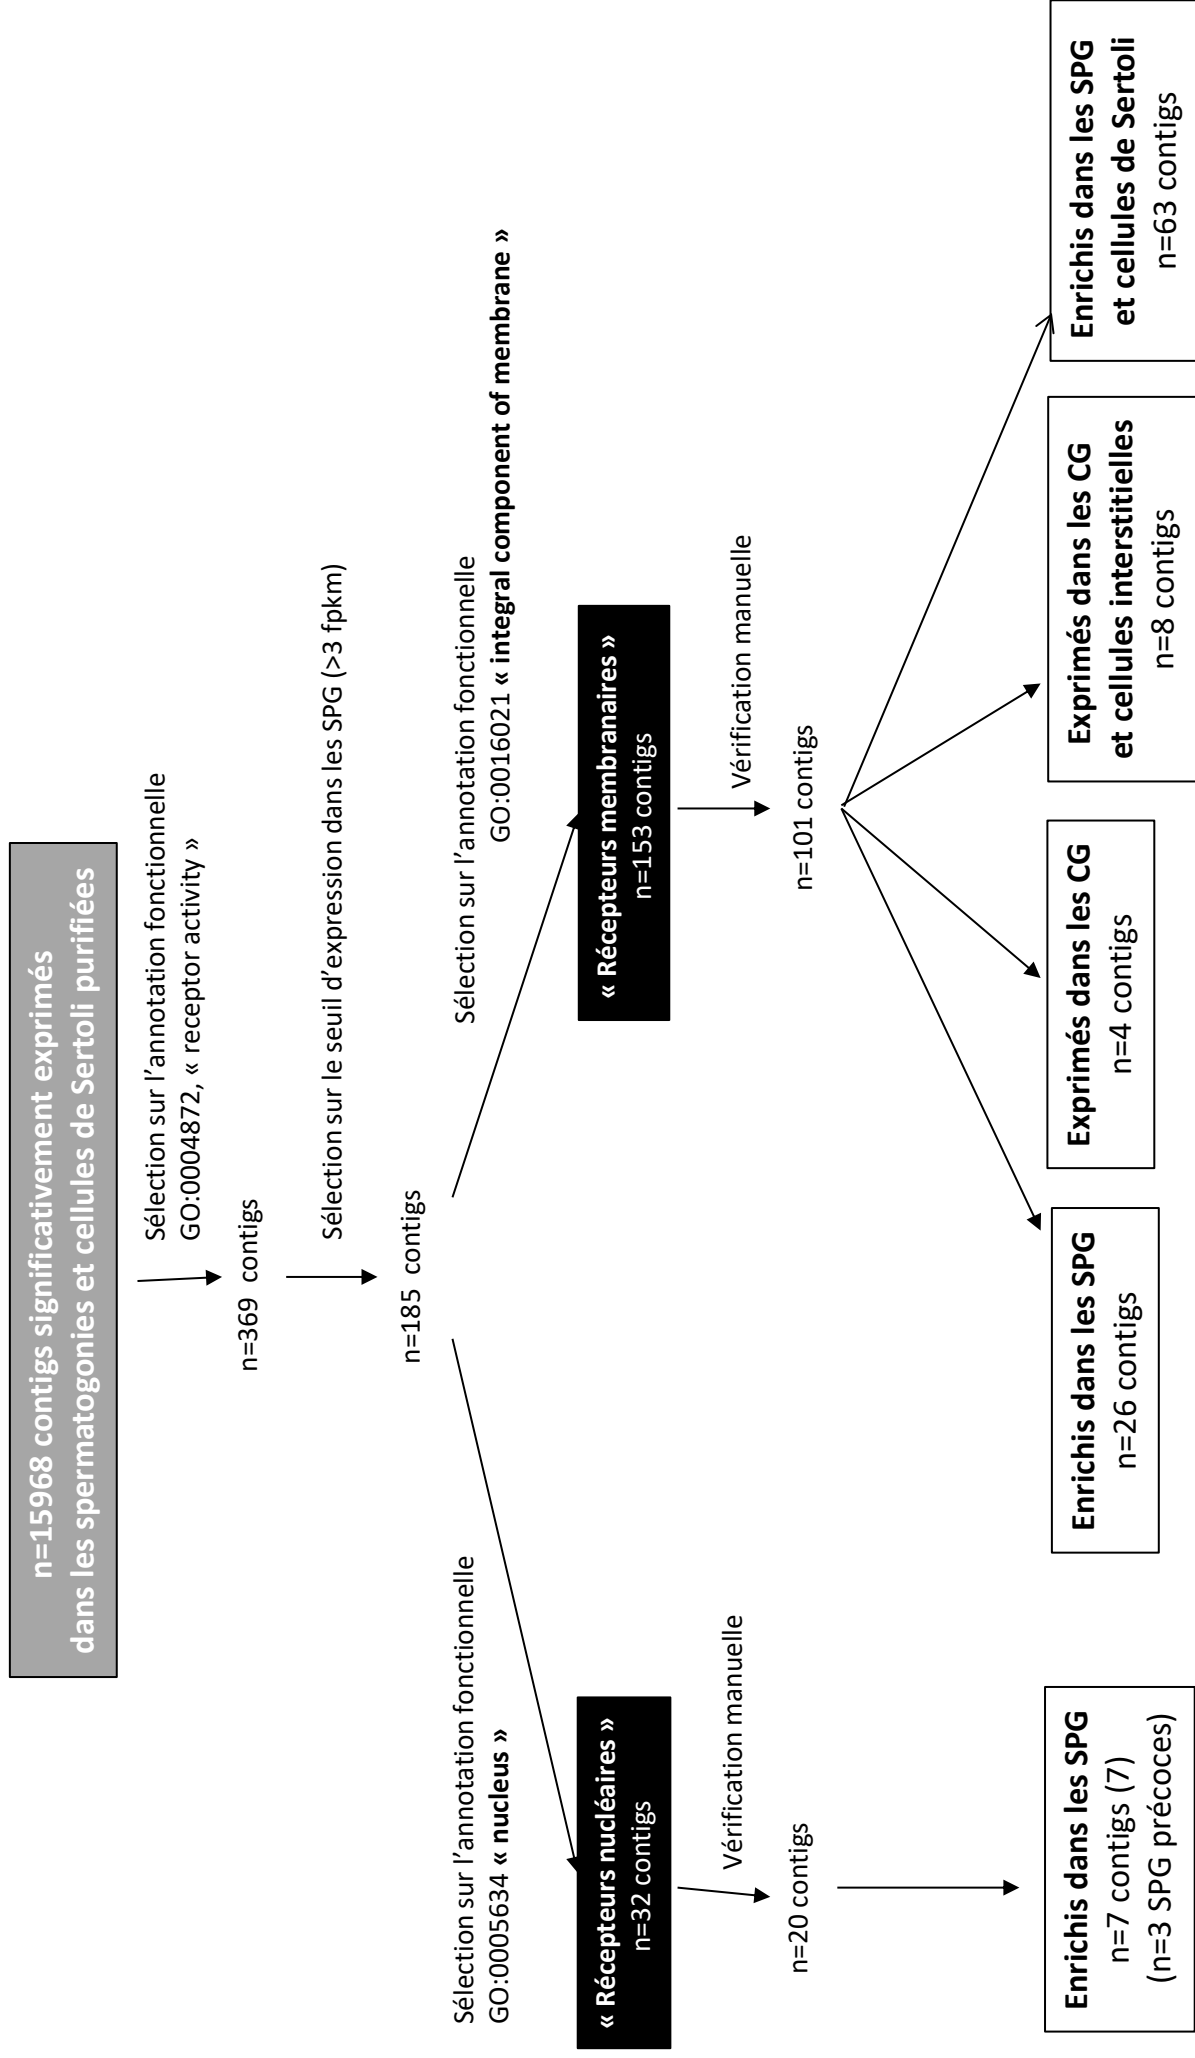 n=15968 contigs significativement exprimés
dans les spermatogonies et cellules de Sertoli purifiées
Sélection sur l’annotation fonctionnelle
GO:0004872, « receptor activity »
n=369 contigs
Sélection sur le seuil d’expression dans les SPG (>3 fpkm)
n=185 contigs
Sélection sur l’annotation fonctionnelle
GO:0005634 « nucleus »
Sélection sur l’annotation fonctionnelle
GO:0016021 « integral component of membrane »
« Récepteurs nucléaires »
n=32 contigs
« Récepteurs membranaires »
n=153 contigs
Vérification manuelle
Vérification manuelle
n=20 contigs
n=101 contigs
Enrichis dans les SPG
n=7 contigs (7)
(n=3 SPG précoces)
Enrichis dans les SPG
n=26 contigs
Exprimés dans les CG
n=4 contigs
Exprimés dans les CG
et cellules interstitielles
n=8 contigs
Enrichis dans les SPG
et cellules de Sertoli
n=63 contigs